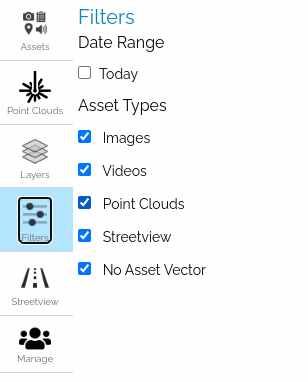 Assets
Point Clouds
Layers
Filters
Streetview
Manage
Filters
Date Range
Today
Asset Types
Images
Videos
Point Clouds
Streetview
No Asset Vector